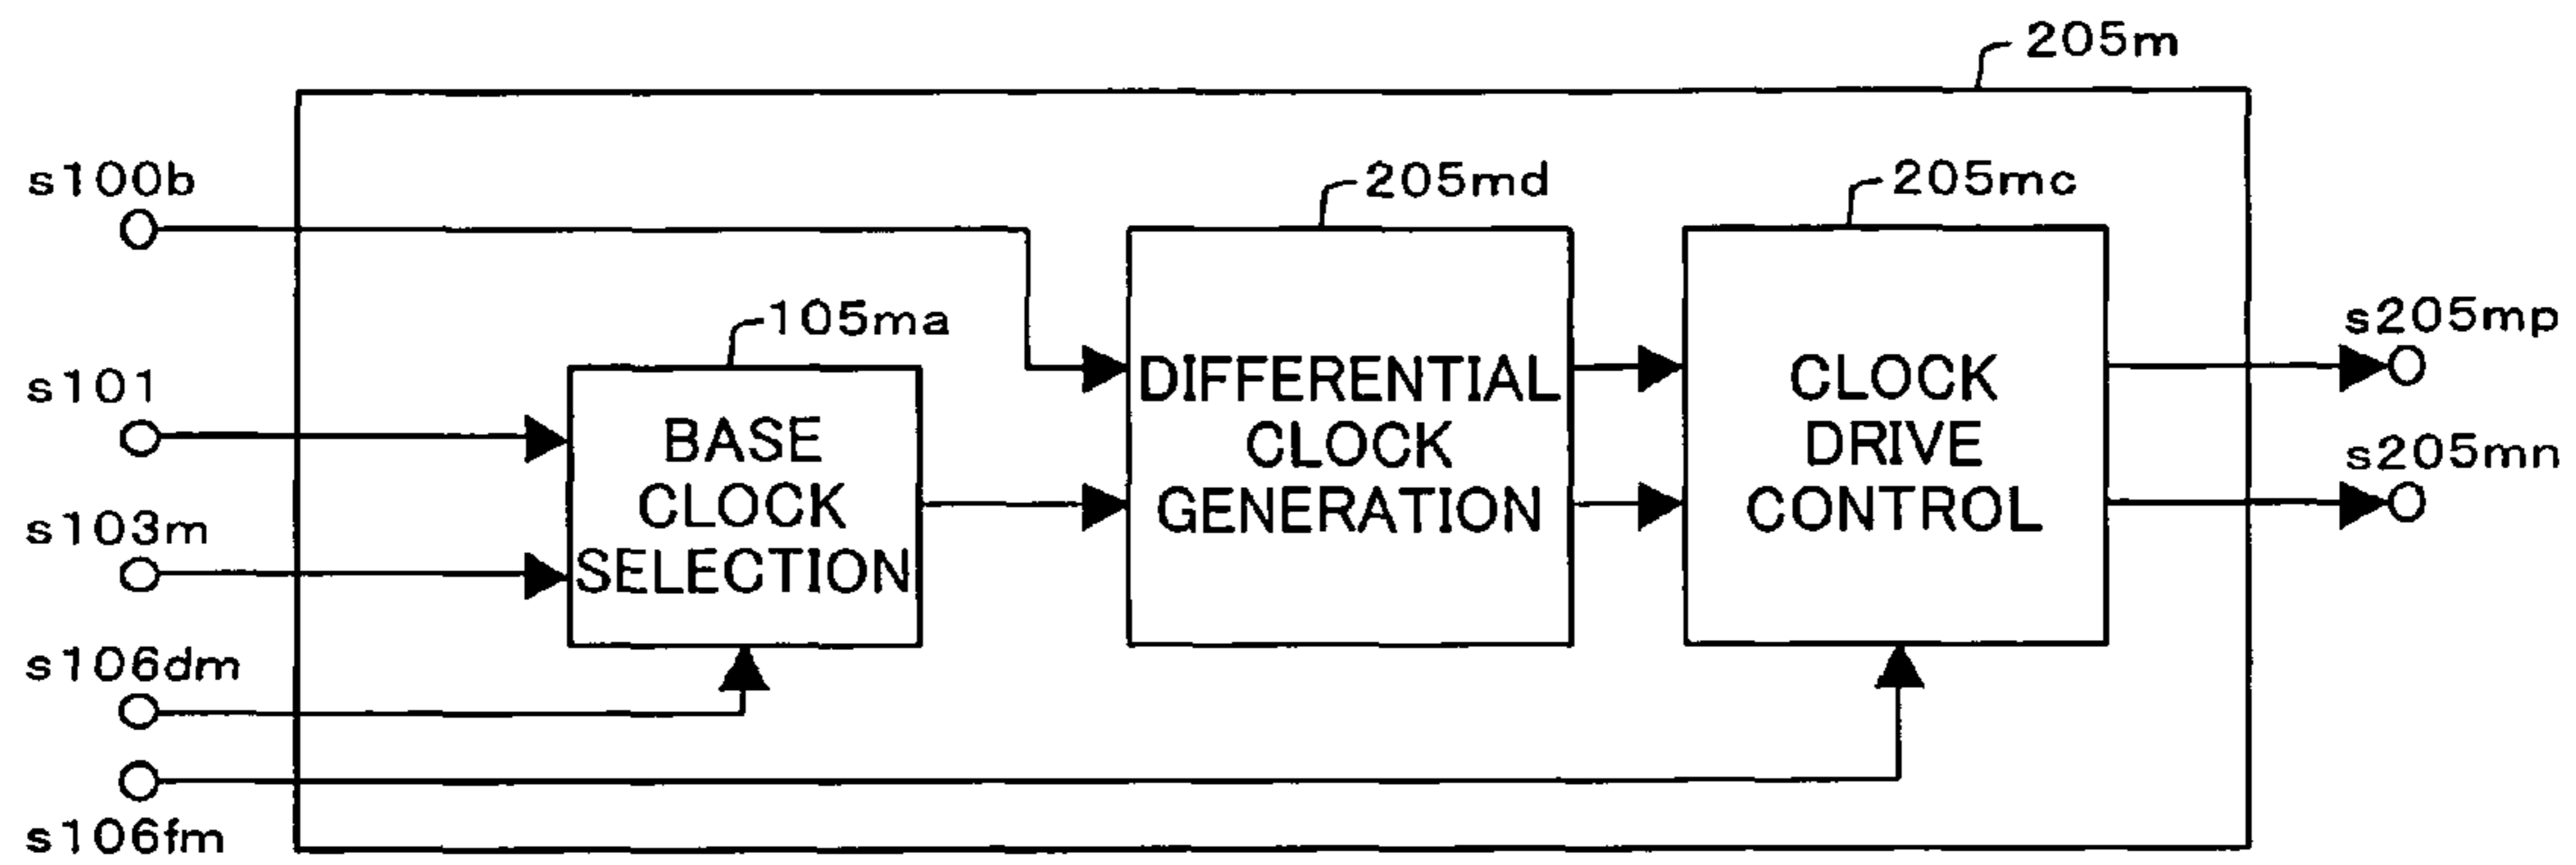 205m
s100b
205md
205mc
105ma
s101
s103m
s106dm
s106fm
BASE
CLOCK
SELECTION
DIFFERENTIAL
CLOCK
GENERATION
CLOCK
DRIVE
CONTROL
s205mp
s205mn